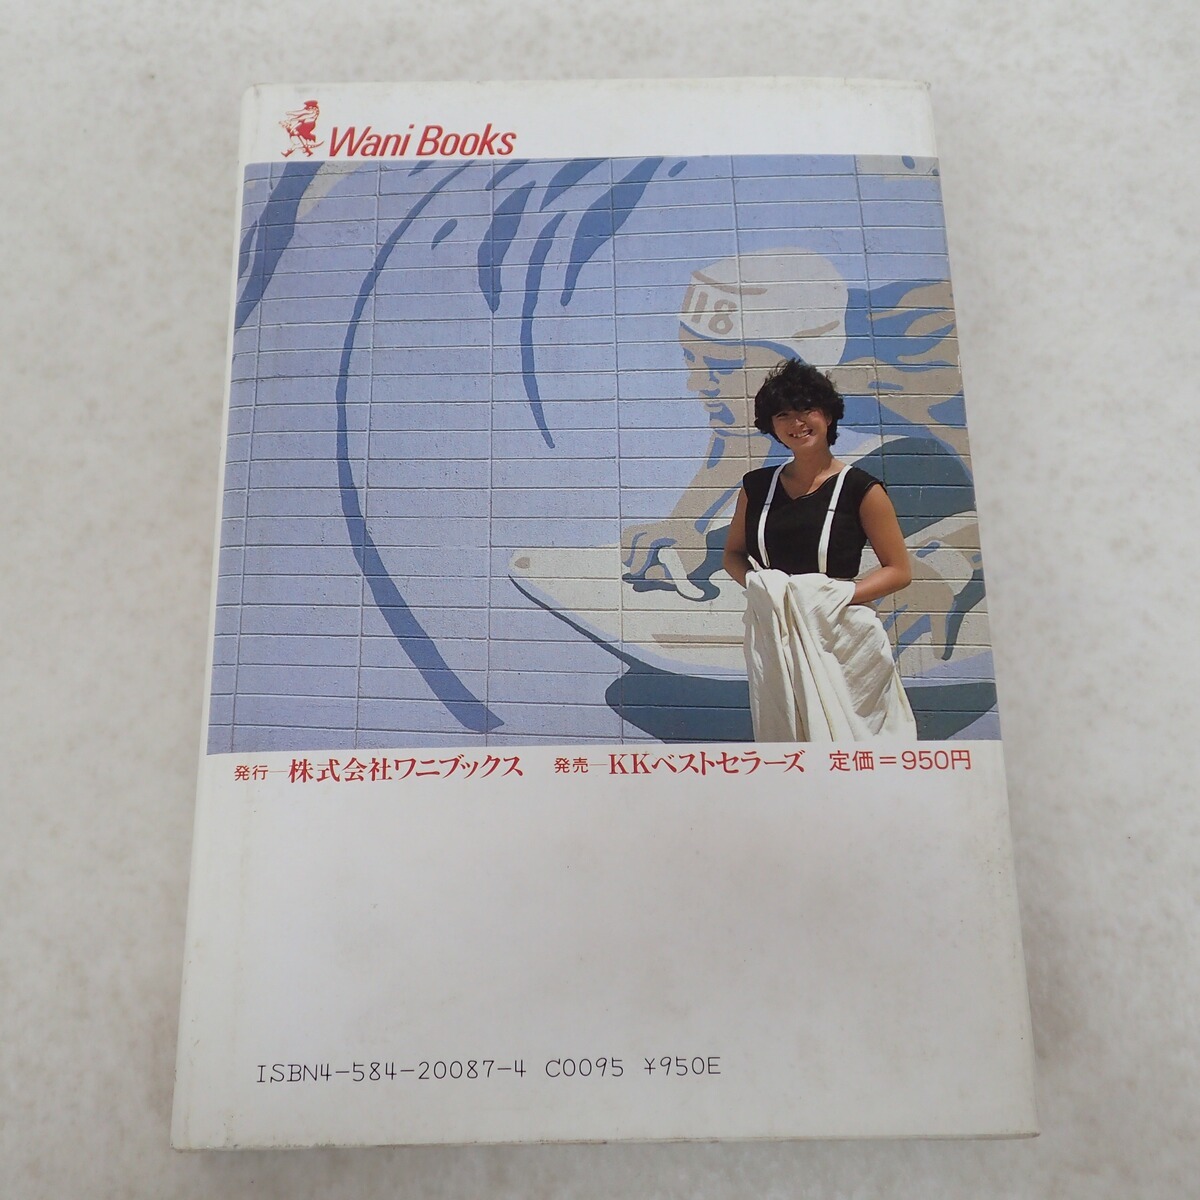 Wani Books
118
発行―株式会社ワニブックス 発売―KKベストセラーズ 定価=950円
ISBN4-584-20087-4 C0095 ¥950E